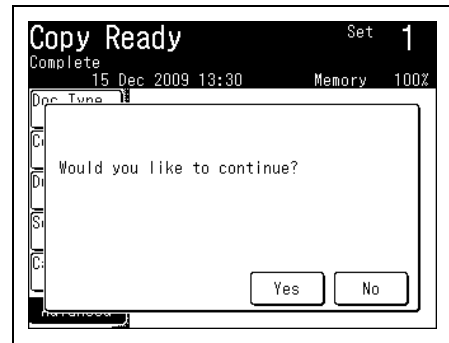 Copy Ready Set 1
Complete
15 Dec 2009 13:30 Memory 100%
Doc Type
Would you like to continue?
Yes No
Advanced